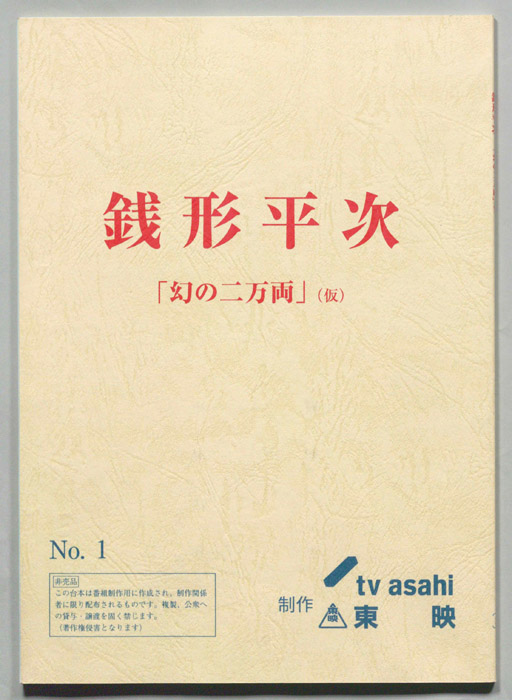 銭形平次
「幻の二万両」（仮）
No. 1
非売品
この台本は番組制作用に作成され、制作関係
者に限り配布されるものです。複製、公衆へ
の貸与・譲渡を固く禁じます。
（著作権侵害となります）
制作
tv asahi
東映
東映